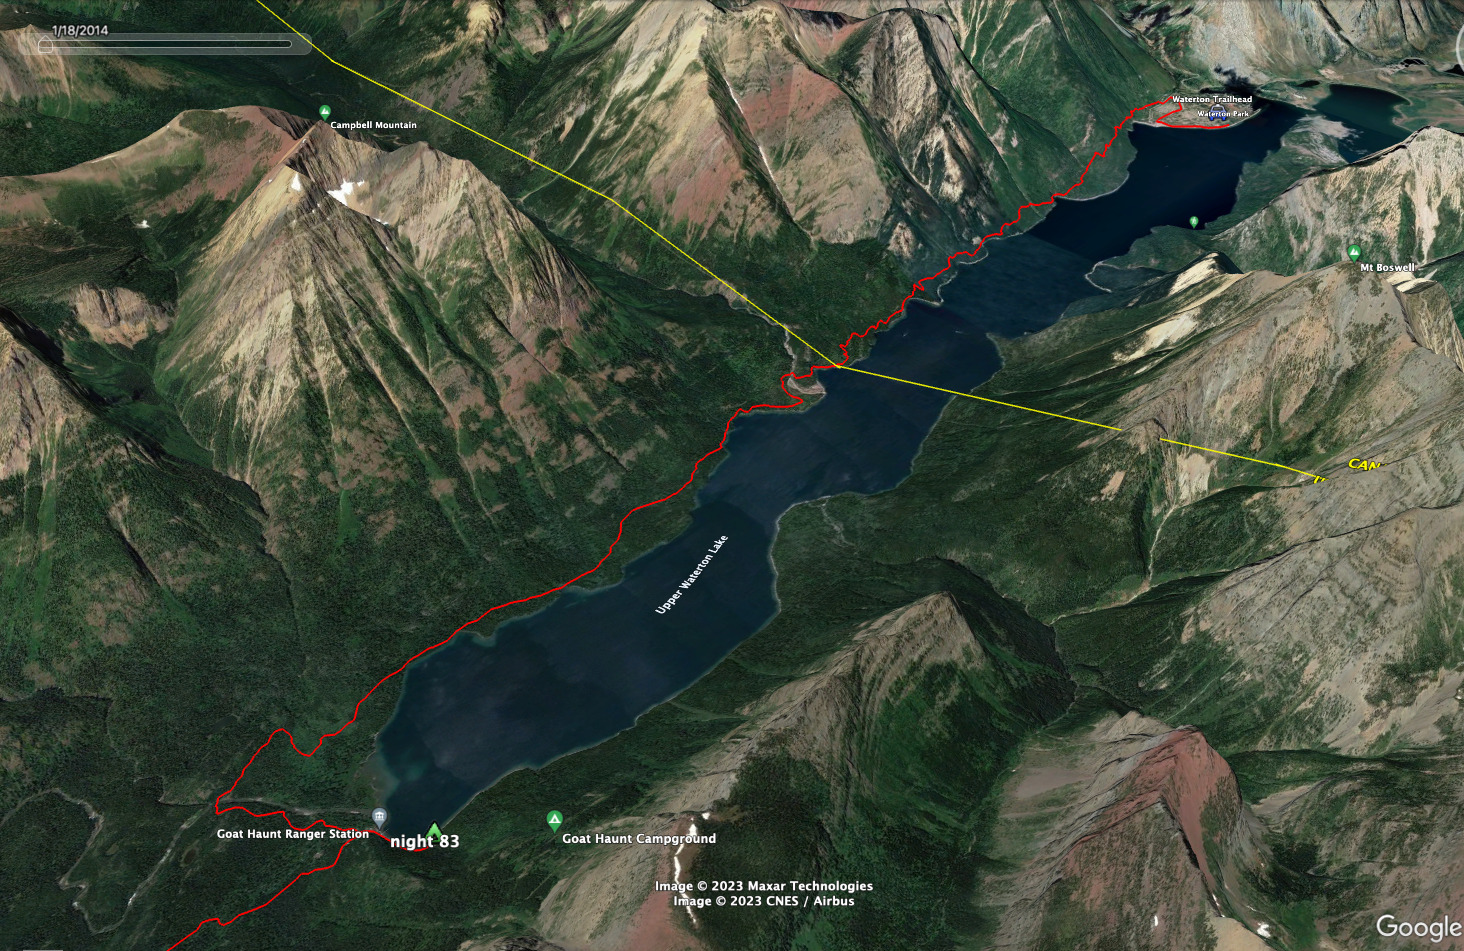 1/18/2014
Waterton Trailhead
Waterton Park
Campbell Mountain
Mt Boswell
CAN
U
Upper Waterton Lake
Goat Haunt Ranger Station
night 83
Goat Haunt Campground
Image © 2023 Maxar Technologies
Image © 2023 CNES / Airbus
Google